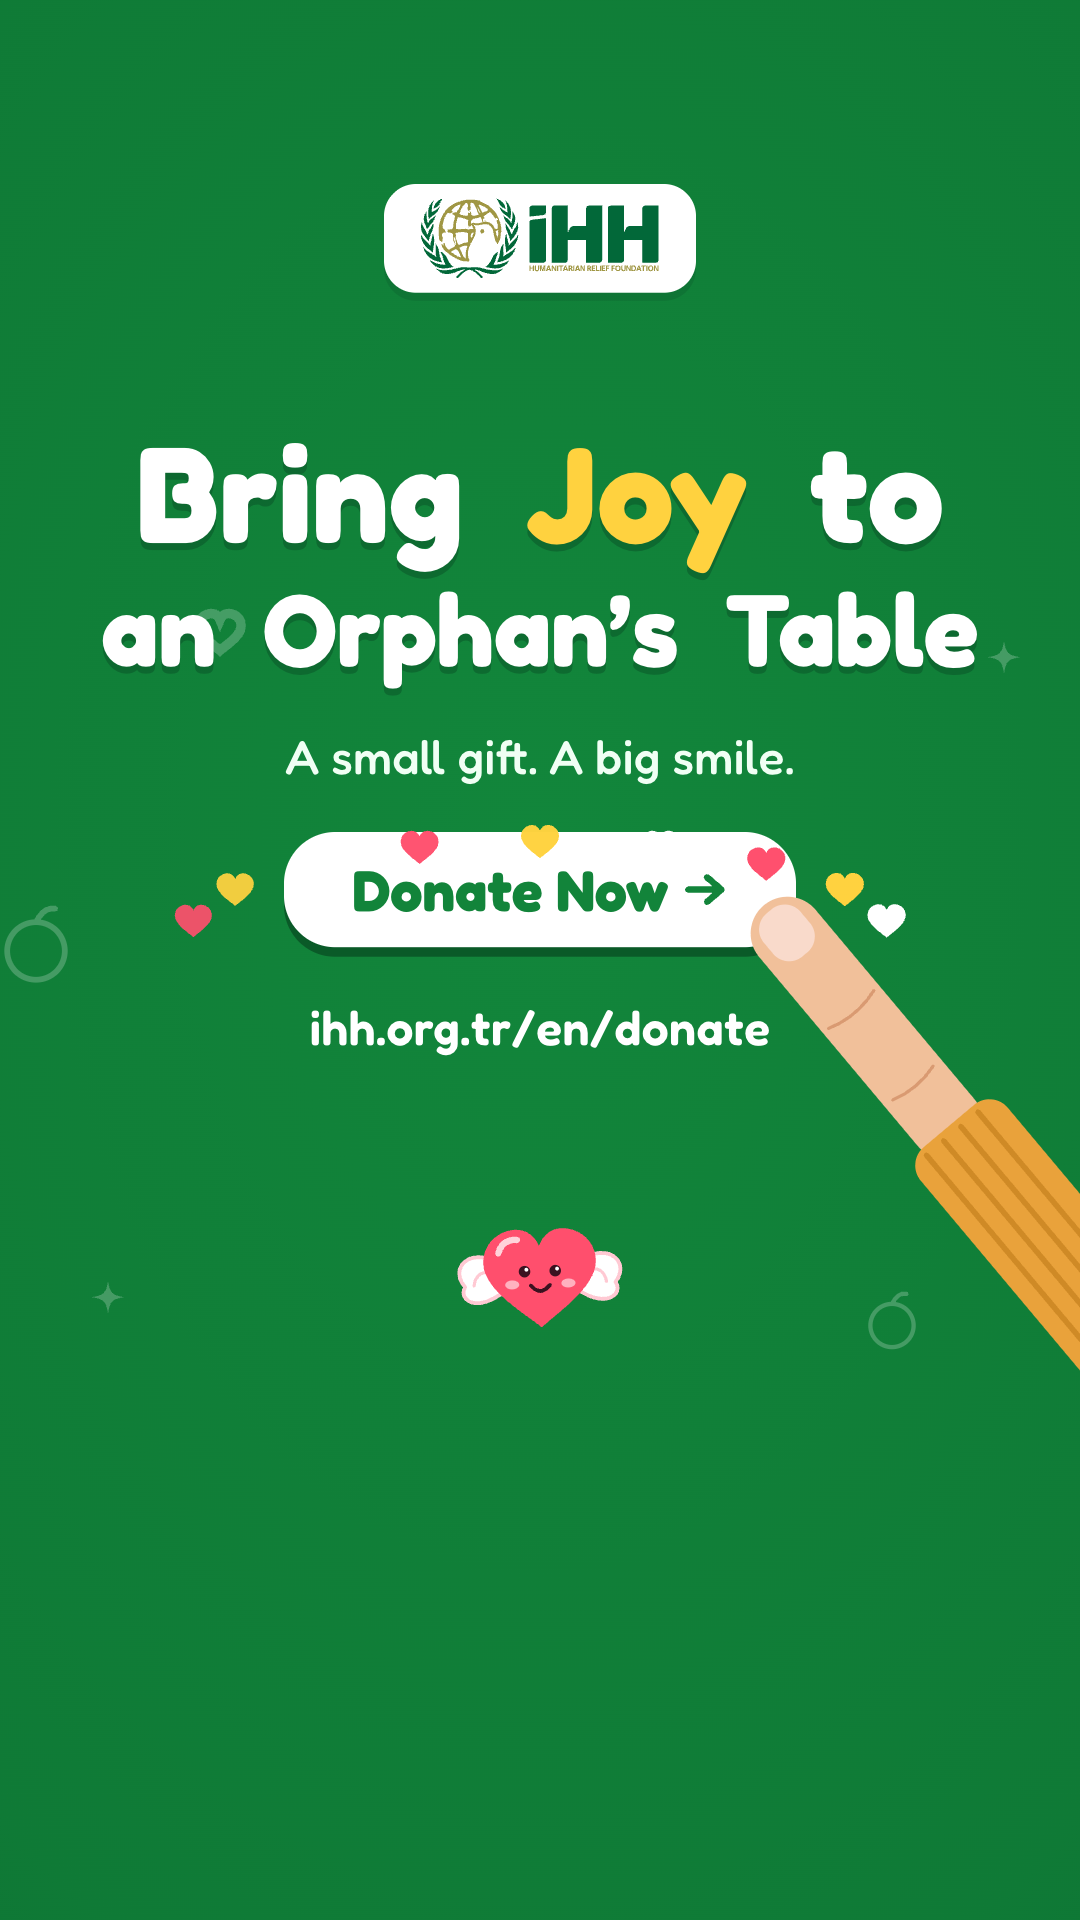 iHH
HUMANITARIAN RELIEF FOUNDATION
Bring Joy to
an Orphan’s Table
A small gift. A big smile.
Donate Now →
ihh.org.tr/en/donate